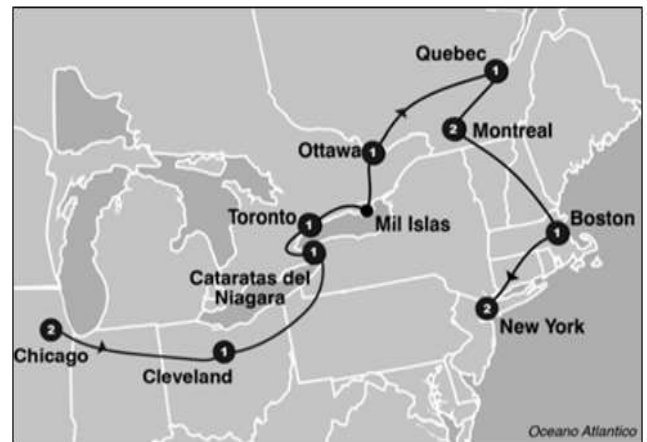 Quebec
1
2
Montreal
Ottawa
1
Toronto
1
Mil Islas
1
Boston
1
Cataratas del
Niagara
2
New York
2
Chicago
1
Cleveland
Oceano Atlantico